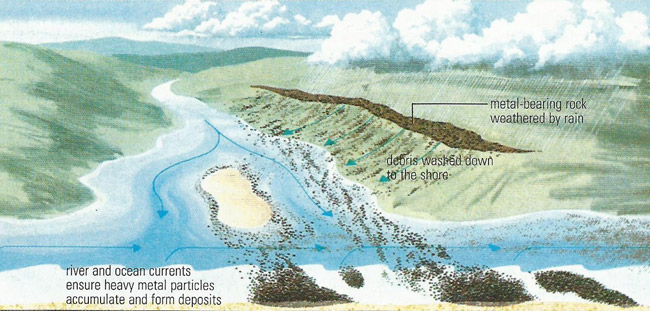 metal-bearing rock
weathered by rain
debris washed down
to the shore
river and ocean currents
ensure heavy metal particles
accumulate and form deposits